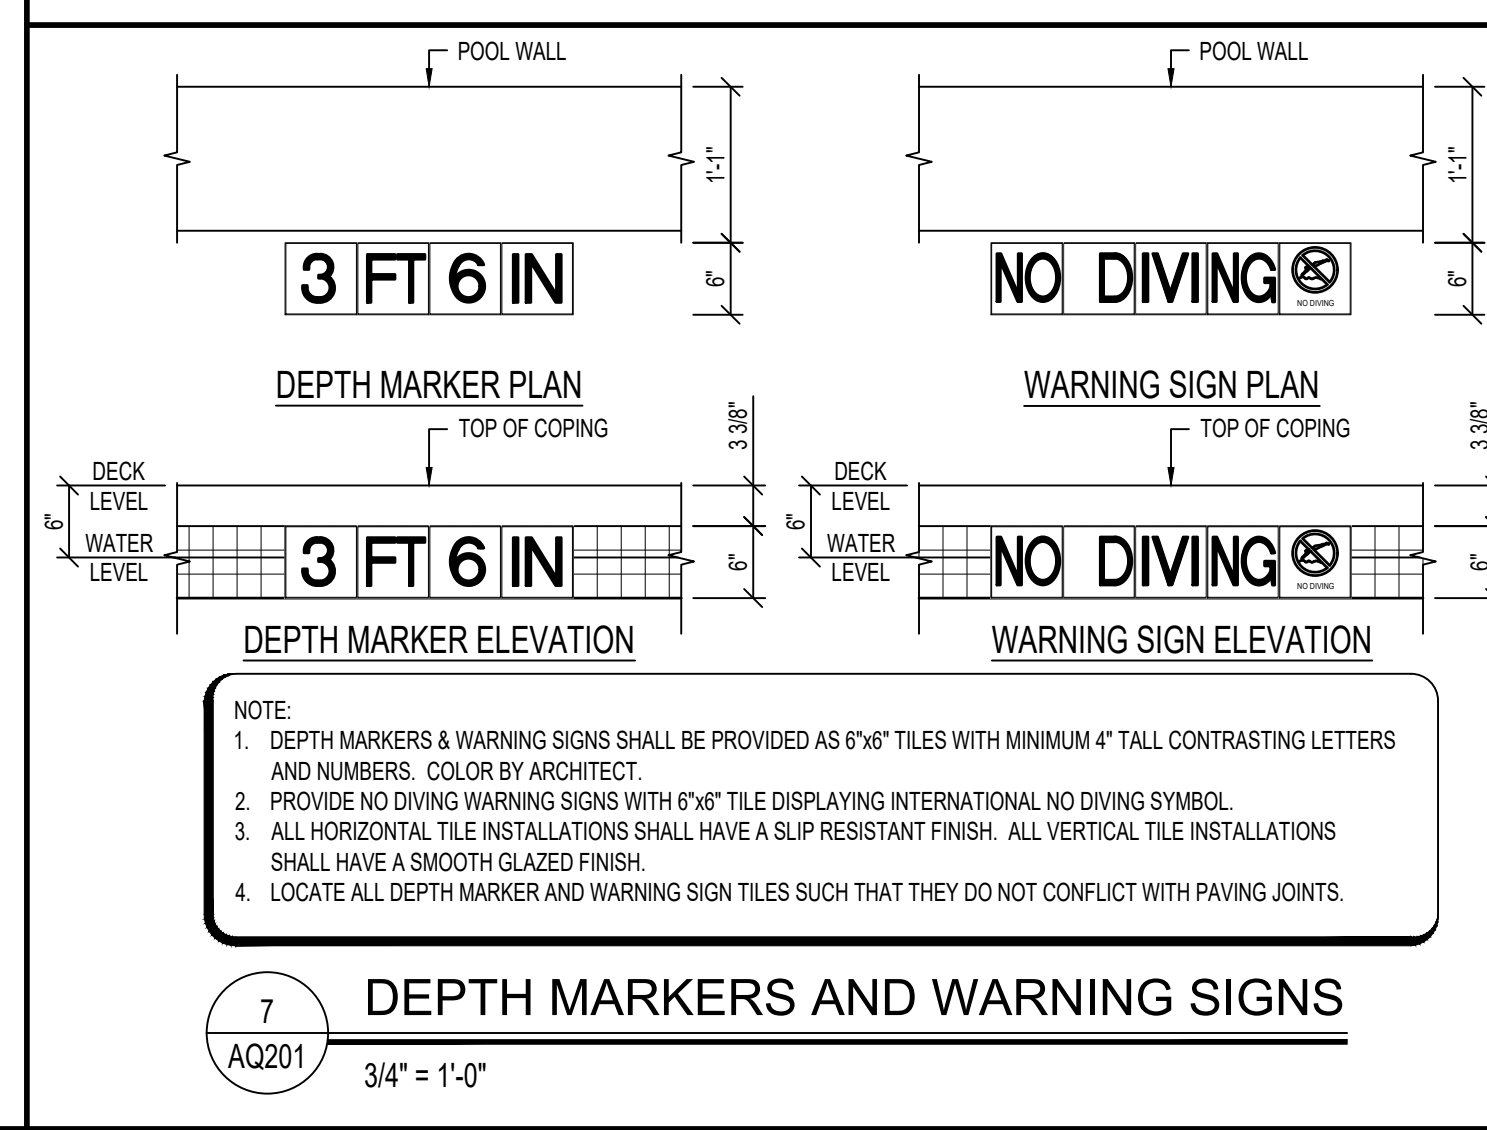 POOL WALL
1'-1"
3 FT 6 IN
6"
DEPTH MARKER PLAN
POOL WALL
1'-1"
NO DIVING
NO DIVING
6"
WARNING SIGN PLAN
TOP OF COPING
3 3/8"
DECK
LEVEL
6"
WATER
LEVEL
3 FT 6 IN
6"
DEPTH MARKER ELEVATION
TOP OF COPING
3 3/8"
DECK
LEVEL
6"
WATER
LEVEL
NO DIVING
NO DIVING
6"
WARNING SIGN ELEVATION
NOTE:
1. DEPTH MARKERS & WARNING SIGNS SHALL BE PROVIDED AS 6"x6" TILES WITH MINIMUM 4" TALL CONTRASTING LETTERS
AND NUMBERS. COLOR BY ARCHITECT.
2. PROVIDE NO DIVING WARNING SIGNS WITH 6"x6" TILE DISPLAYING INTERNATIONAL NO DIVING SYMBOL.
3. ALL HORIZONTAL TILE INSTALLATIONS SHALL HAVE A SLIP RESISTANT FINISH. ALL VERTICAL TILE INSTALLATIONS
SHALL HAVE A SMOOTH GLAZED FINISH.
4. LOCATE ALL DEPTH MARKER AND WARNING SIGN TILES SUCH THAT THEY DO NOT CONFLICT WITH PAVING JOINTS.
7
AQ201
DEPTH MARKERS AND WARNING SIGNS
3/4" = 1'-0"